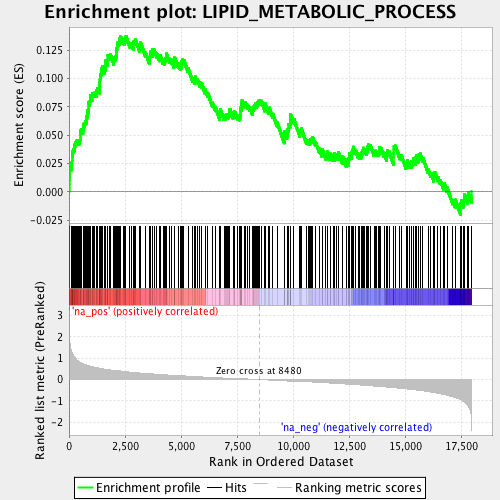 Enrichment plot: LIPID_METABOLIC_PROCESS
Enrichment score (ES)
0.125
0.100
0.075
0.050
0.025
0.000
-0.025
'na_pos' (positively correlated)
Ranked list metric (PreRanked)
3
2
1
0
-1
-2
Zero cross at 8480
'na_neg' (negatively correlated)
0
2,500
5,000
7,500
10,000
12,500
15,000
17,500
Rank in Ordered Dataset
Enrichment profile
Hits
Ranking metric scores